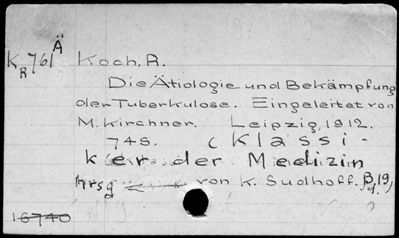 K R 761 Ä
Koch, R.
Die Ätiologie und Bekämpfung
der Tuberkulose. Eingeleitet von
M. Kirchner. Leipzig, 1912.
74S. (Klassi-
ker der Medizin
hrsg von K. Sudhoff. Bd. 19)
16740